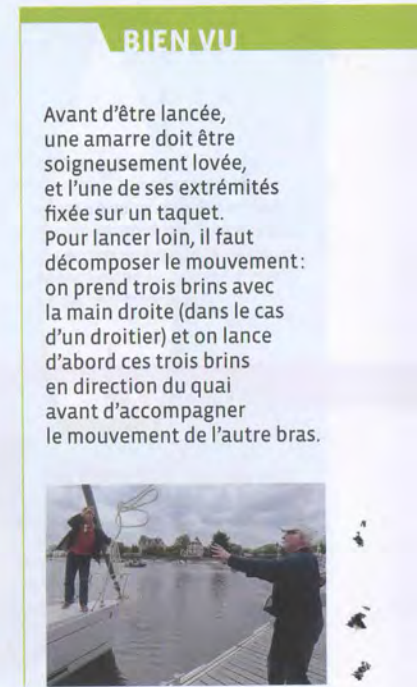 BIEN VU
Avant d'être lancée,
une amarre doit être
soigneusement lovée,
et l'une de ses extrémités
fixée sur un taquet.
Pour lancer loin, il faut
décomposer le mouvement:
on prend trois brins avec
la main droite (dans le cas
d'un droitier) et on lance
d'abord ces trois brins
en direction du quai
avant d'accompagner
le mouvement de l'autre bras.